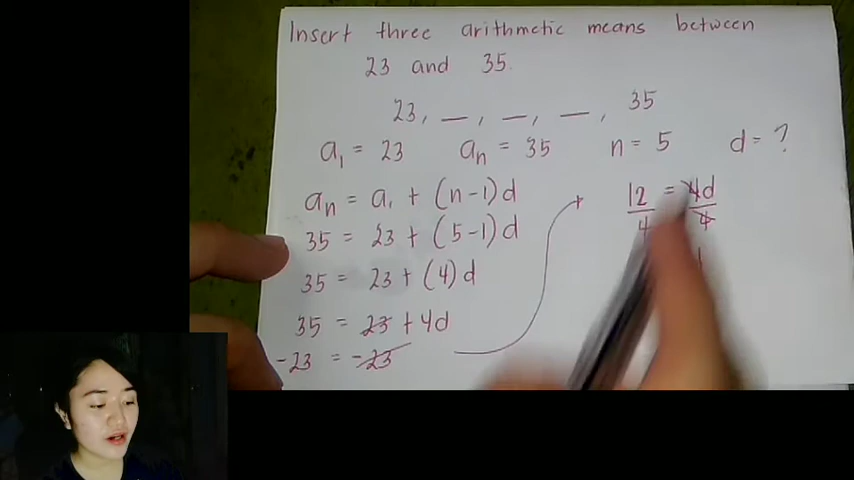 Insert three arithmetic means between
23 and 35.
23, __, __, __, 35
a₁ = 23 aₙ = 35 n = 5 d = ?
aₙ = a₁ + (n-1)d
35 = 23 + (5-1)d
35 = 23 + (4)d
35 = 23 + 4d
-23 = -23
12 = 4d
4 4